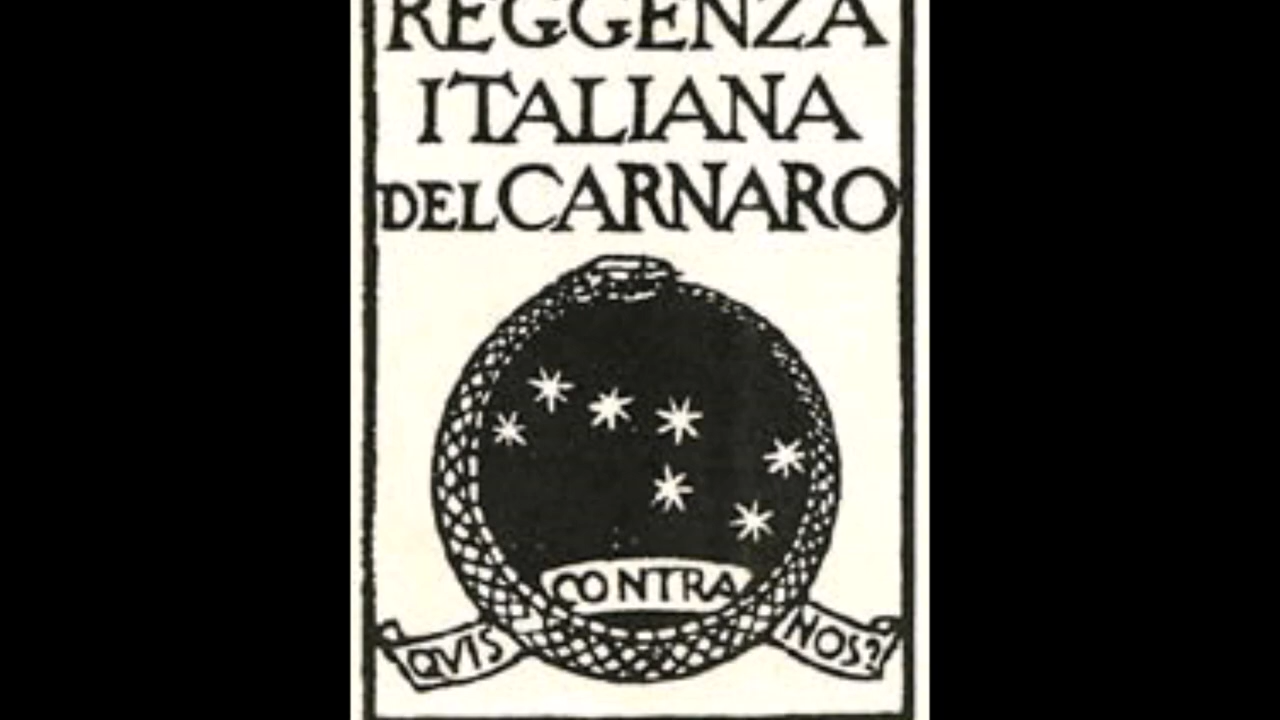 REGGENZA
ITALIANA
DEL CARNARO
QVIS
CONTRA
NOS?